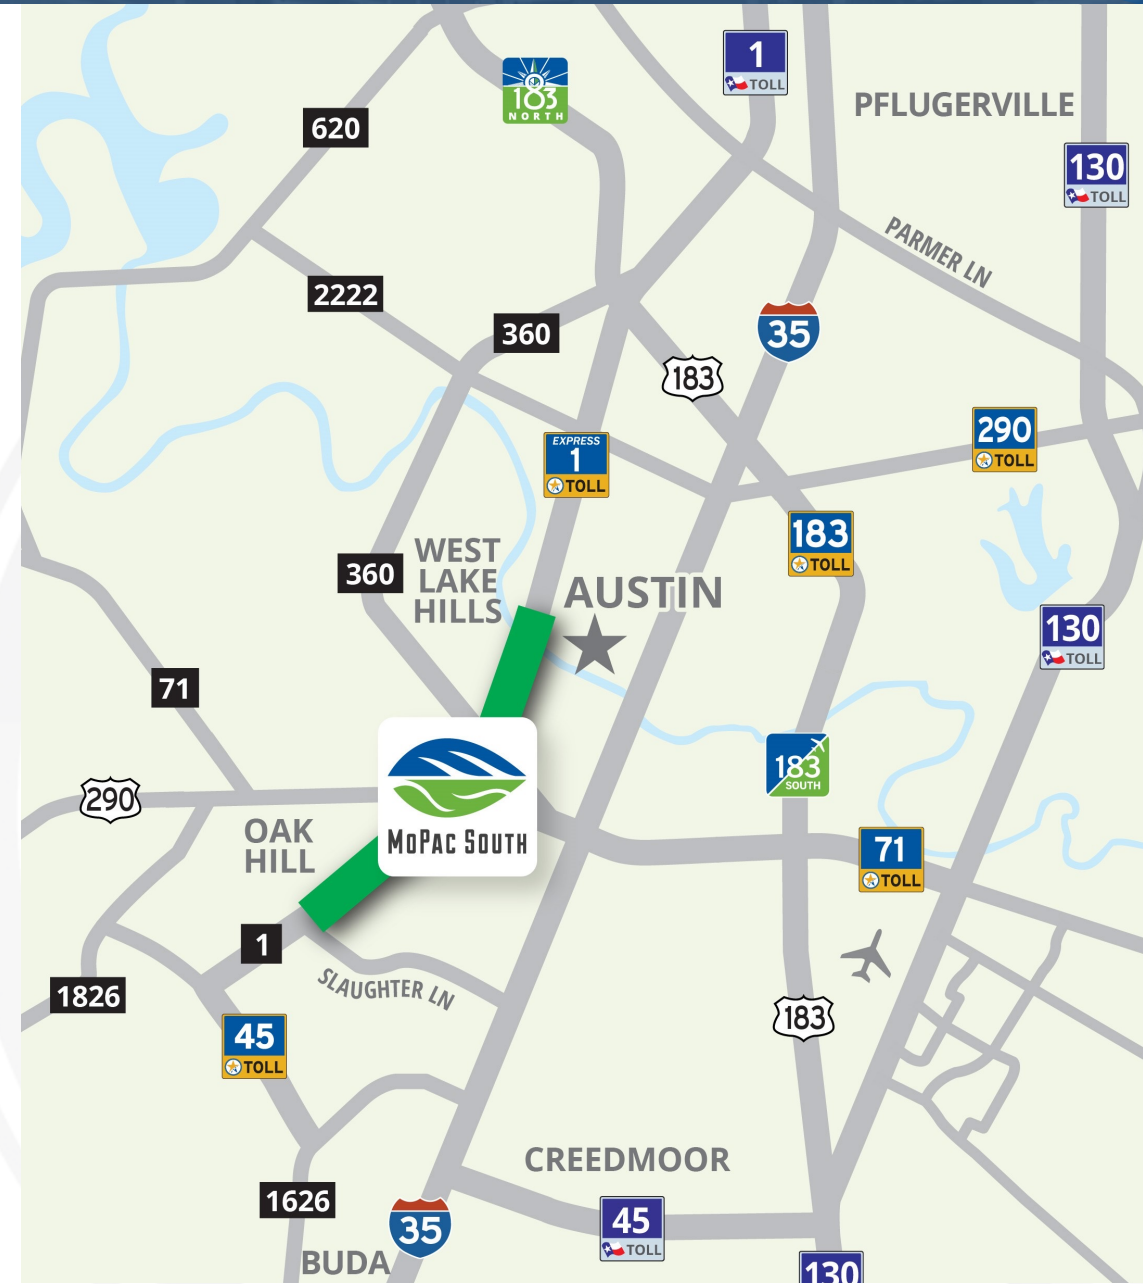 1
TOLL
183
NORTH
PFLUGERVILLE
620
130
TOLL
PARMER LN
2222
360
35
183
290
TOLL
EXPRESS
1
TOLL
183
TOLL
WEST
LAKE
HILLS
360
AUSTIN
130
TOLL
71
183
SOUTH
290
OAK
HILL
MoPac South
71
TOLL
1
SLAUGHTER LN
1826
183
45
TOLL
CREEDMOOR
1626
35
45
TOLL
BUDA
130